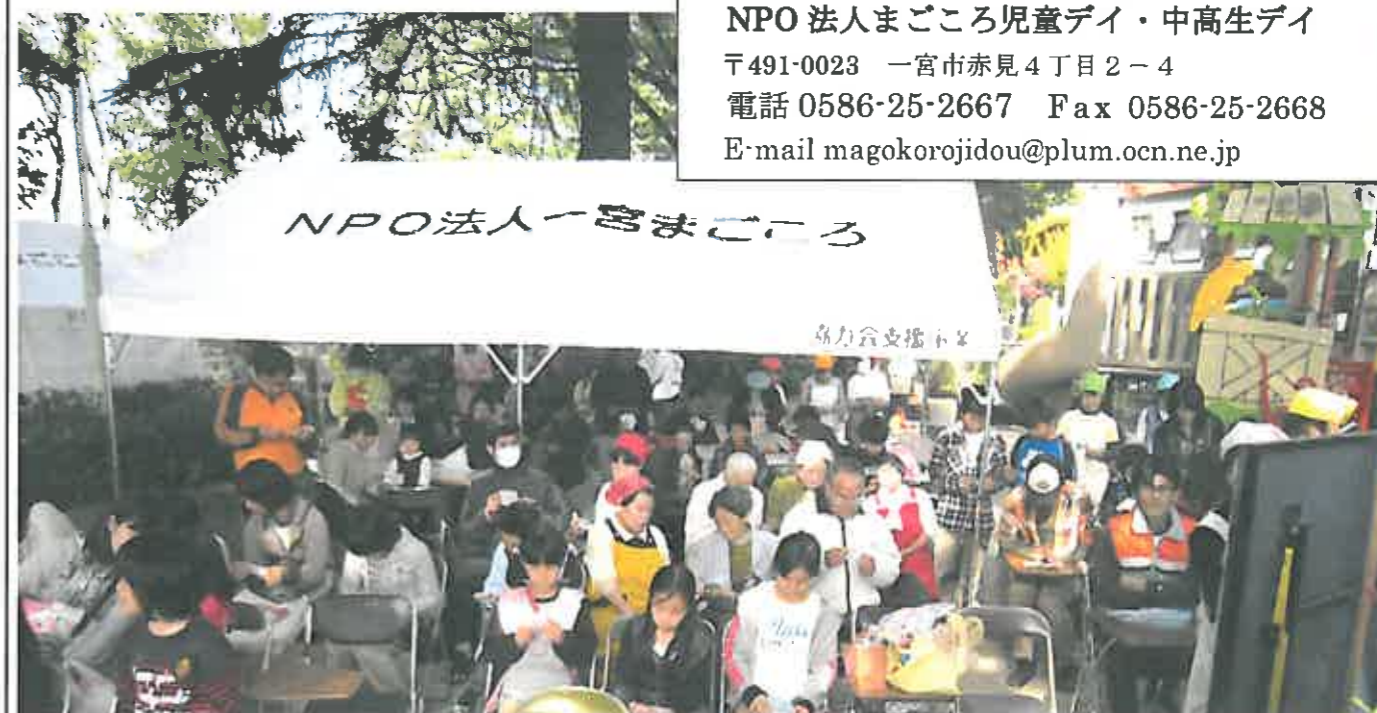 NPO 法人まごころ児童デイ・中高生デイ
〒491-0023 一宮市赤見4丁目2－4
電話 0586-25-2667 Fax 0586-25-2668
E-mail magokorojidou@plum.ocn.ne.jp
NPO法人一宮まごころ